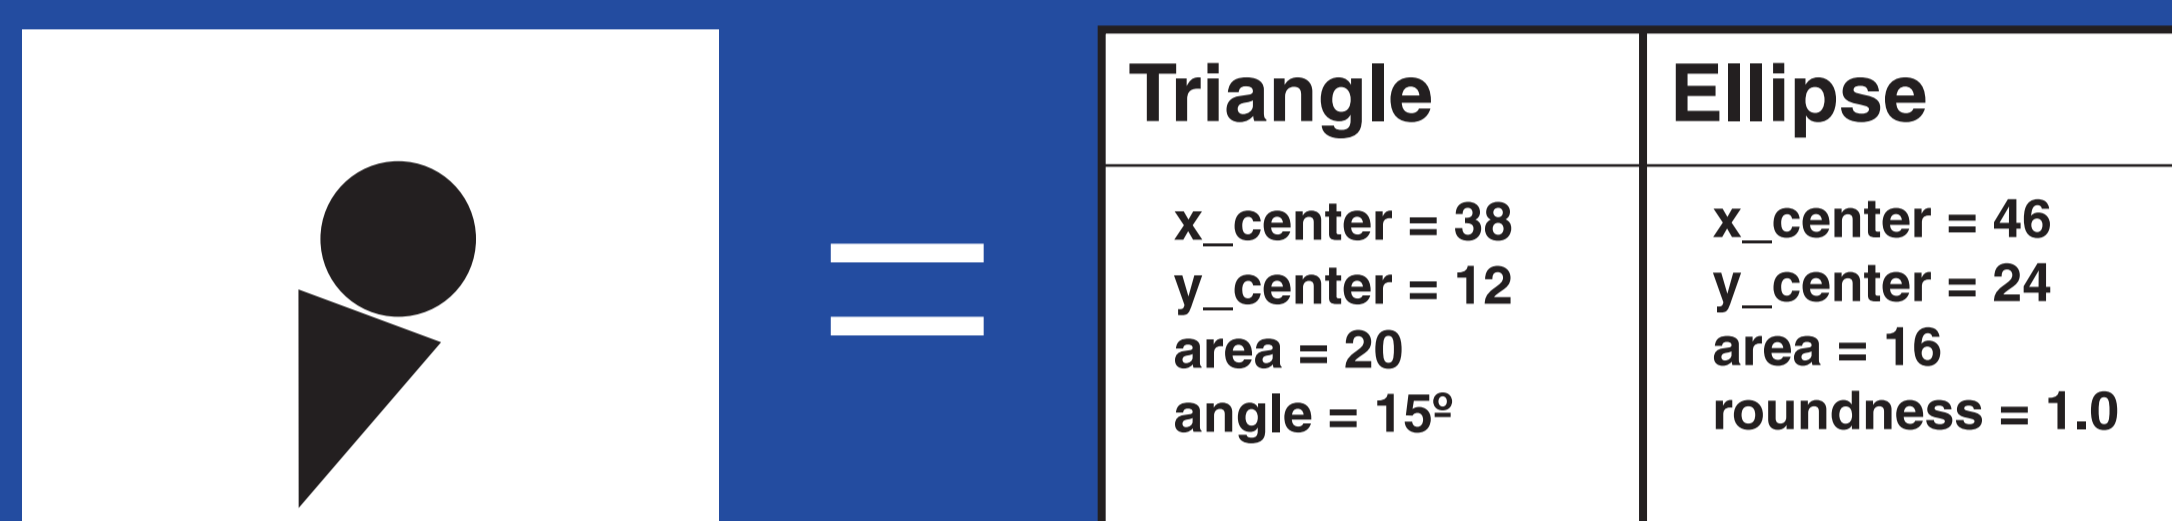 =
Triangle
x_center = 38
y_center = 12
area = 20
angle = 15º
Ellipse
x_center = 46
y_center = 24
area = 16
roundness = 1.0